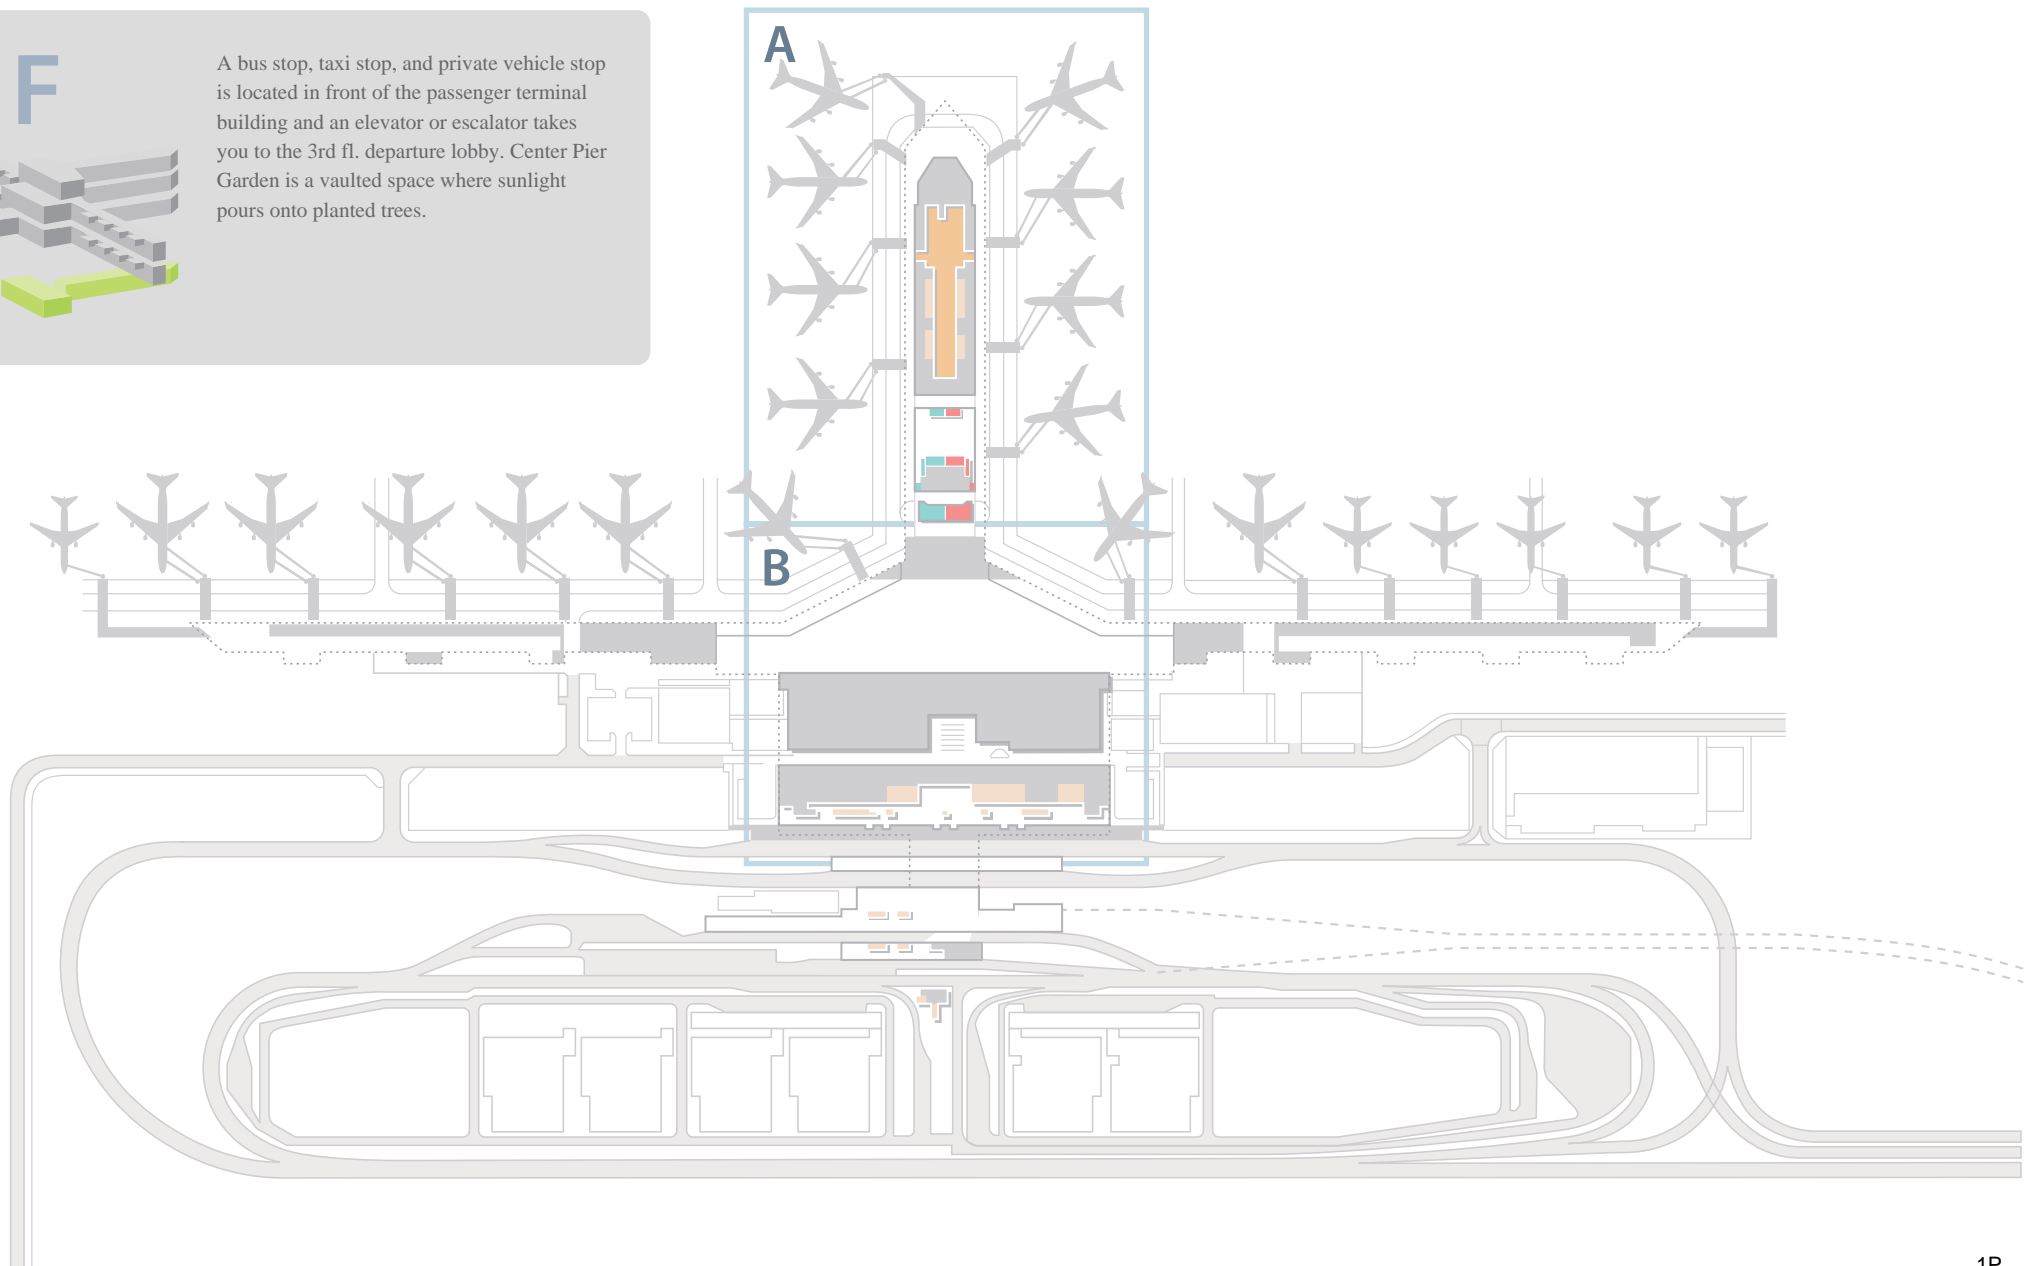 F
A bus stop, taxi stop, and private vehicle stop
is located in front of the passenger terminal
building and an elevator or escalator takes
you to the 3rd fl. departure lobby. Center Pier
Garden is a vaulted space where sunlight
pours onto planted trees.
A
B
1P